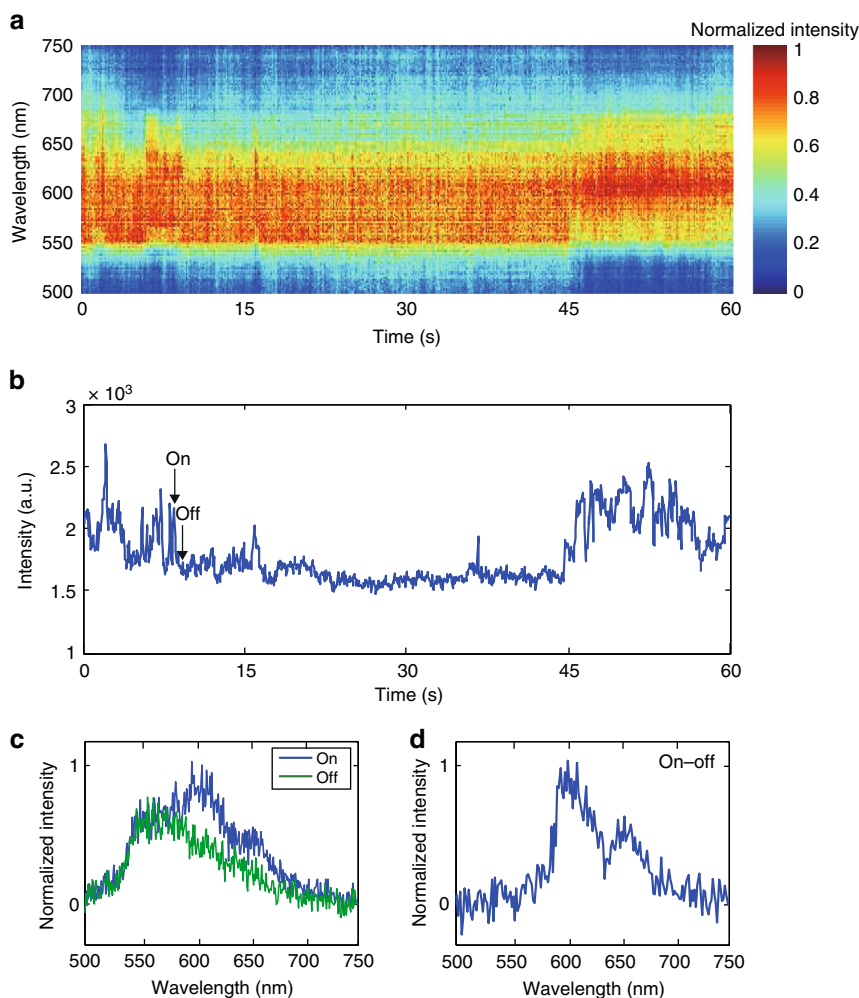 a
Normalized intensity
750
700
650
600
550
500
Wavelength (nm)
0
15
30
45
60
Time (s)
1
0.8
0.6
0.4
0.2
0
b
× 10³
3
2.5
2
1.5
1
Intensity (a.u.)
On
Off
0
15
30
45
60
Time (s)
c
1
0
Normalized intensity
On
Off
500
550
600
650
700
750
Wavelength (nm)
d
On–off
1
0
Normalized intensity
500
550
600
650
700
750
Wavelength (nm)